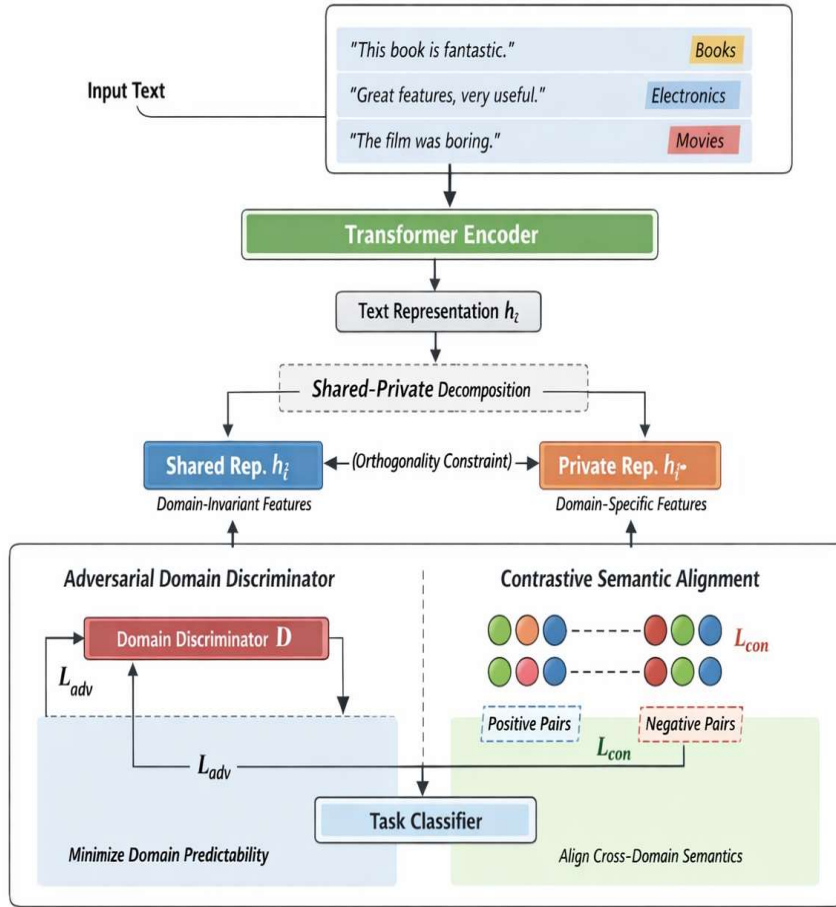 "This book is fantastic." Books
Input Text
"Great features, very useful." Electronics
"The film was boring." Movies
Transformer Encoder
Text Representation h_i
Shared-Private Decomposition
Shared Rep. h_i
(Orthogonality Constraint)
Private Rep. h_i•
Domain-Invariant Features
Domain-Specific Features
Adversarial Domain Discriminator
Contrastive Semantic Alignment
Domain Discriminator D
L_con
L_adv
Positive Pairs
Negative Pairs
L_con
L_adv
Task Classifier
Minimize Domain Predictability
Align Cross-Domain Semantics